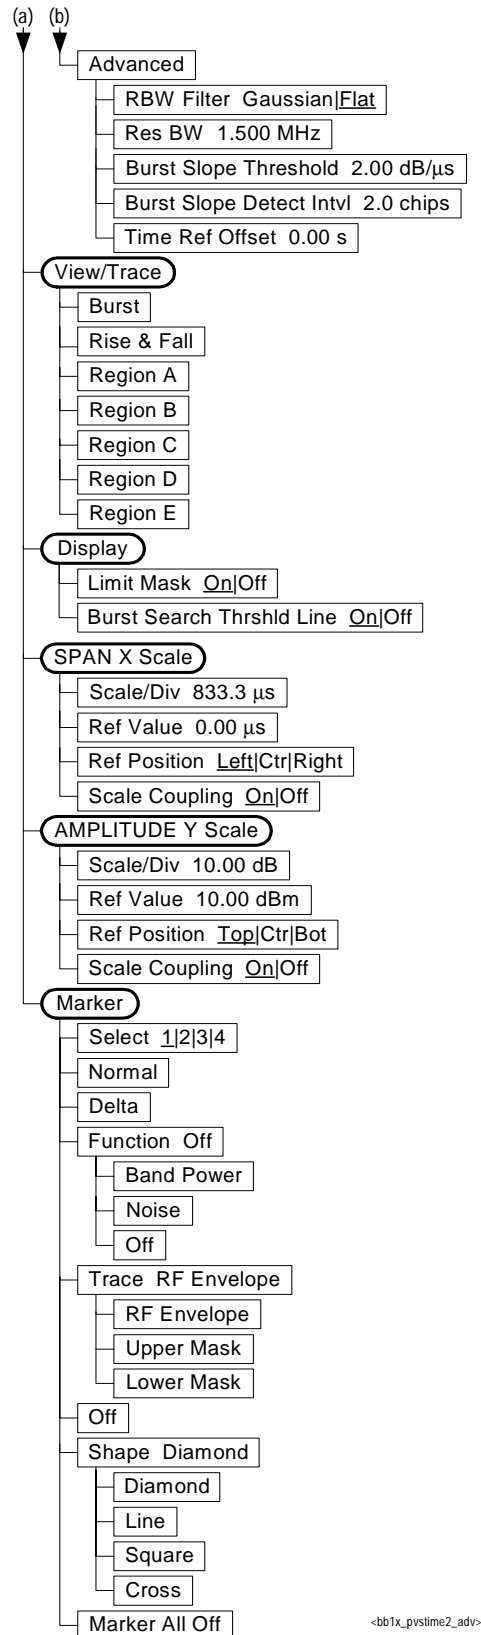 (a) (b)
Advanced
RBW Filter Gaussian|Flat
Res BW 1.500 MHz
Burst Slope Threshold 2.00 dB/μs
Burst Slope Detect Intvl 2.0 chips
Time Ref Offset 0.00 s
View/Trace
Burst
Rise & Fall
Region A
Region B
Region C
Region D
Region E
Display
Limit Mask On|Off
Burst Search Thrshld Line On|Off
SPAN X Scale
Scale/Div 833.3 μs
Ref Value 0.00 μs
Ref Position Left|Ctr|Right
Scale Coupling On|Off
AMPLITUDE Y Scale
Scale/Div 10.00 dB
Ref Value 10.00 dBm
Ref Position Top|Ctr|Bot
Scale Coupling On|Off
Marker
Select 1|2|3|4
Normal
Delta
Function Off
Band Power
Noise
Off
Trace RF Envelope
RF Envelope
Upper Mask
Lower Mask
Off
Shape Diamond
Diamond
Line
Square
Cross
Marker All Off
<bb1x_pvstime2_adv>